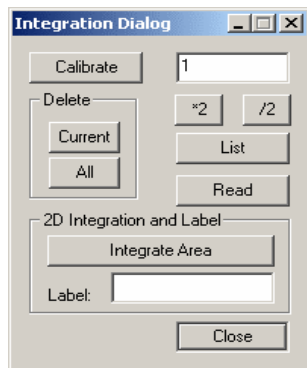 Integration Dialog
Calibrate 1
Delete *2 /2
Current List
All Read
2D Integration and Label
Integrate Area
Label:
Close